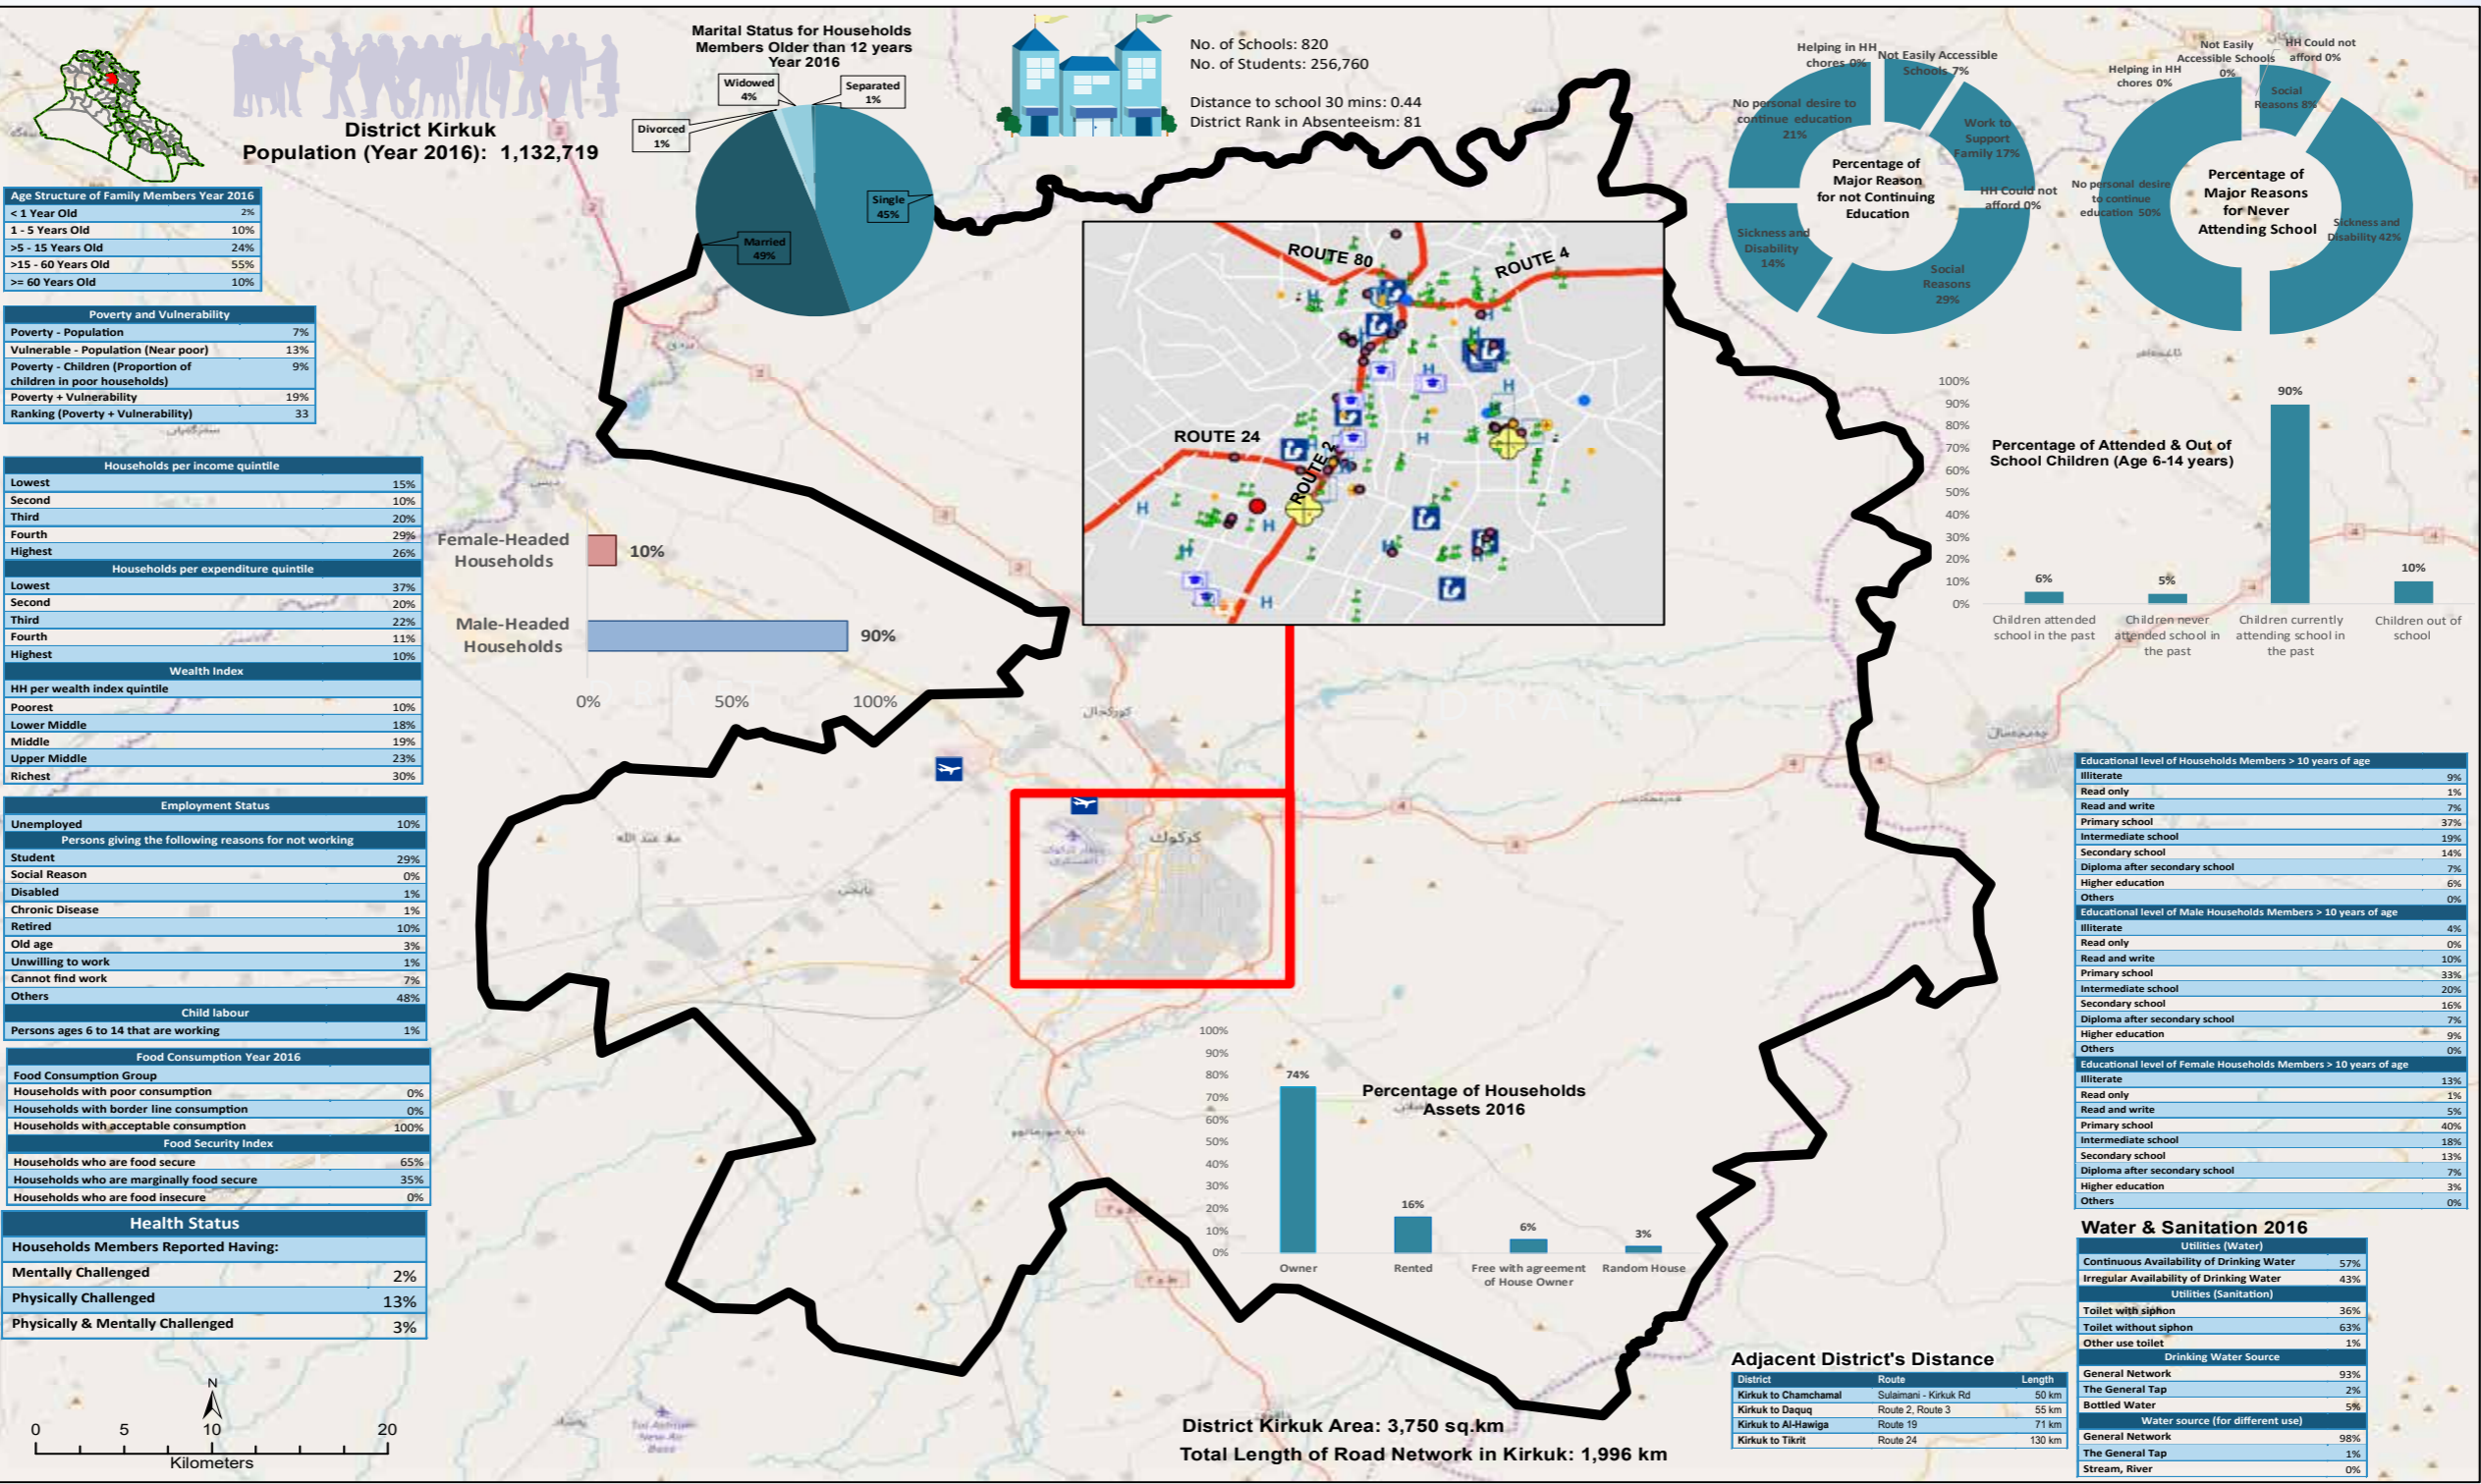 District Kirkuk
Population (Year 2016): 1,132,719
Age Structure of Family Members Year 2016
< 1 Year Old 2%
1 - 5 Years Old 10%
>5 - 15 Years Old 24%
>15 - 60 Years Old 55%
>= 60 Years Old 10%
Poverty and Vulnerability
Poverty - Population 7%
Vulnerable - Population (Near poor) 13%
Poverty - Children (Proportion of
children in poor households) 9%
Poverty + Vulnerability 19%
Ranking (Poverty + Vulnerability) 33
Households per income quintile
Lowest 15%
Second 10%
Third 20%
Fourth 29%
Highest 26%
Households per expenditure quintile
Lowest 37%
Second 20%
Third 22%
Fourth 11%
Highest 10%
Wealth Index
HH per wealth index quintile
Poorest 10%
Lower Middle 18%
Middle 19%
Upper Middle 23%
Richest 30%
Employment Status
Unemployed 10%
Persons giving the following reasons for not working
Student 29%
Social Reason 0%
Disabled 1%
Chronic Disease 1%
Retired 10%
Old age 3%
Unwilling to work 1%
Cannot find work 7%
Others 48%
Child labour
Persons ages 6 to 14 that are working 1%
Food Consumption Year 2016
Food Consumption Group
Households with poor consumption 0%
Households with border line consumption 0%
Households with acceptable consumption 100%
Food Security Index
Households who are food secure 65%
Households who are marginally food secure 35%
Households who are food insecure 0%
Health Status
Households Members Reported Having:
Mentally Challenged 2%
Physically Challenged 13%
Physically & Mentally Challenged 3%
N
0 5 10 20
Kilometers
Marital Status for Households
Members Older than 12 years
Year 2016
Widowed
4%
Separated
1%
Divorced
1%
Single
45%
Married
49%
No. of Schools: 820
No. of Students: 256,760
Distance to school 30 mins: 0.44
District Rank in Absenteeism: 81
Female-Headed
Households
10%
Male-Headed
Households
90%
0% 50% 100%
ROUTE 80
ROUTE 4
ROUTE 24
ROUTE 2
H
H
H
H
H
H
H
H
2
2
2
2
2
4
4
4
4
4
4
كركوك
ملا عبد الله
Percentage of
Major Reason
for not Continuing
Education
Helping in HH
chores 0%
Not Easily Accessible
Schools 7%
Work to
Support
Family 17%
HH Could not
afford 0%
Social
Reasons
29%
Sickness and
Disability
14%
No personal desire to
continue education
21%
Percentage of
Major Reasons
for Never
Attending School
Helping in HH
chores 0%
Not Easily
Accessible Schools
0%
HH Could not
afford 0%
Social
Reasons 8%
Sickness and
Disability 42%
No personal desire
to continue
education 50%
Percentage of Attended & Out of
School Children (Age 6-14 years)
100%
90%
80%
70%
60%
50%
40%
30%
20%
10%
0%
6%
5%
90%
10%
Children attended
school in the past
Children never
attended school in
the past
Children currently
attending school in
the past
Children out of
school
Percentage of Households
Assets 2016
100%
90%
80%
70%
60%
50%
40%
30%
20%
10%
0%
74%
16%
6%
3%
Owner
Rented
Free with agreement
of House Owner
Random House
Educational level of Households Members > 10 years of age
Illiterate 9%
Read only 1%
Read and write 7%
Primary school 37%
Intermediate school 19%
Secondary school 14%
Diploma after secondary school 7%
Higher education 6%
Others 0%
Educational level of Male Households Members > 10 years of age
Illiterate 4%
Read only 0%
Read and write 10%
Primary school 33%
Intermediate school 20%
Secondary school 16%
Diploma after secondary school 7%
Higher education 9%
Others 0%
Educational level of Female Households Members > 10 years of age
Illiterate 13%
Read only 1%
Read and write 5%
Primary school 40%
Intermediate school 18%
Secondary school 13%
Diploma after secondary school 7%
Higher education 3%
Others 0%
Water & Sanitation 2016
Utilities (Water)
Continuous Availability of Drinking Water 57%
Irregular Availability of Drinking Water 43%
Utilities (Sanitation)
Toilet with siphon 36%
Toilet without siphon 63%
Other use toilet 1%
Drinking Water Source
General Network 93%
The General Tap 2%
Bottled Water 5%
Water source (for different use)
General Network 98%
The General Tap 1%
Stream, River 0%
Adjacent District's Distance
District Route Length
Kirkuk to Chamchamal Sulaimani - Kirkuk Rd 50 km
Kirkuk to Daquq Route 2, Route 3 55 km
Kirkuk to Al-Hawiga Route 19 71 km
Kirkuk to Tikrit Route 24 130 km
District Kirkuk Area: 3,750 sq.km
Total Length of Road Network in Kirkuk: 1,996 km